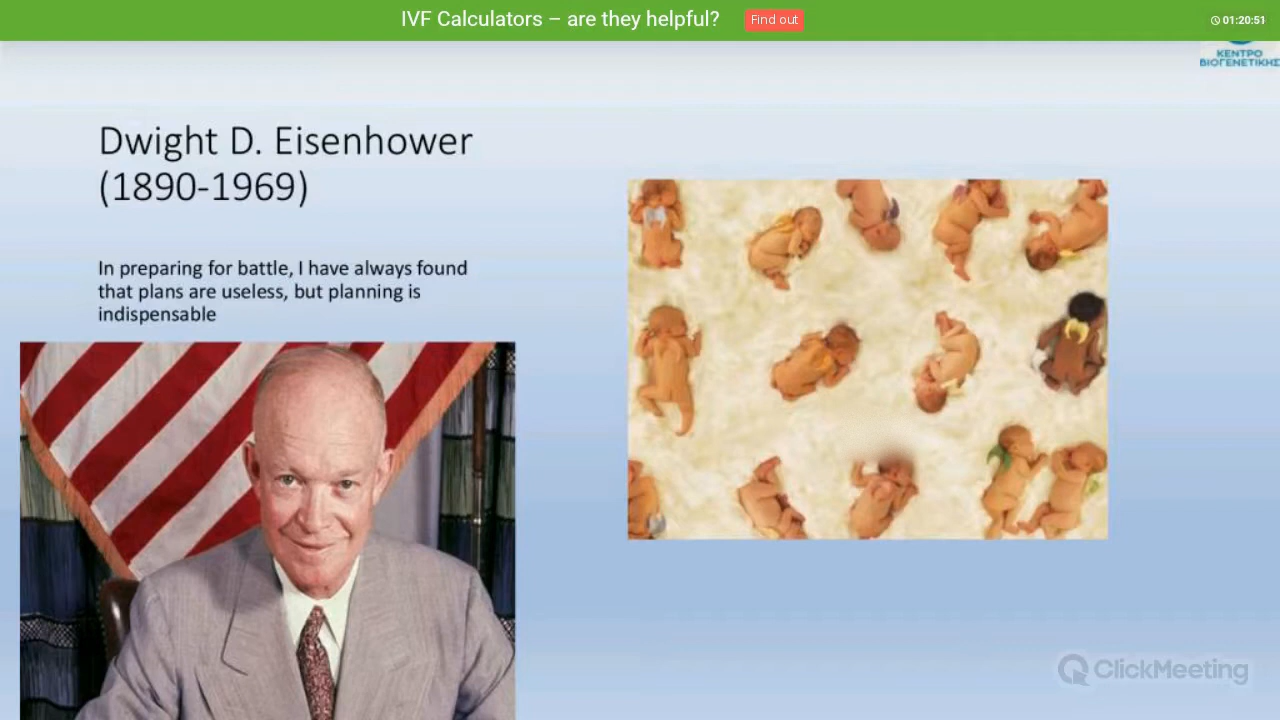 IVF Calculators – are they helpful?
Find out
01:20:51
ΚΕΝΤΡΟ
ΒΙΟΓΕΝΕΤΙΚΗΣ
Dwight D. Eisenhower
(1890-1969)
In preparing for battle, I have always found
that plans are useless, but planning is
indispensable
ClickMeeting